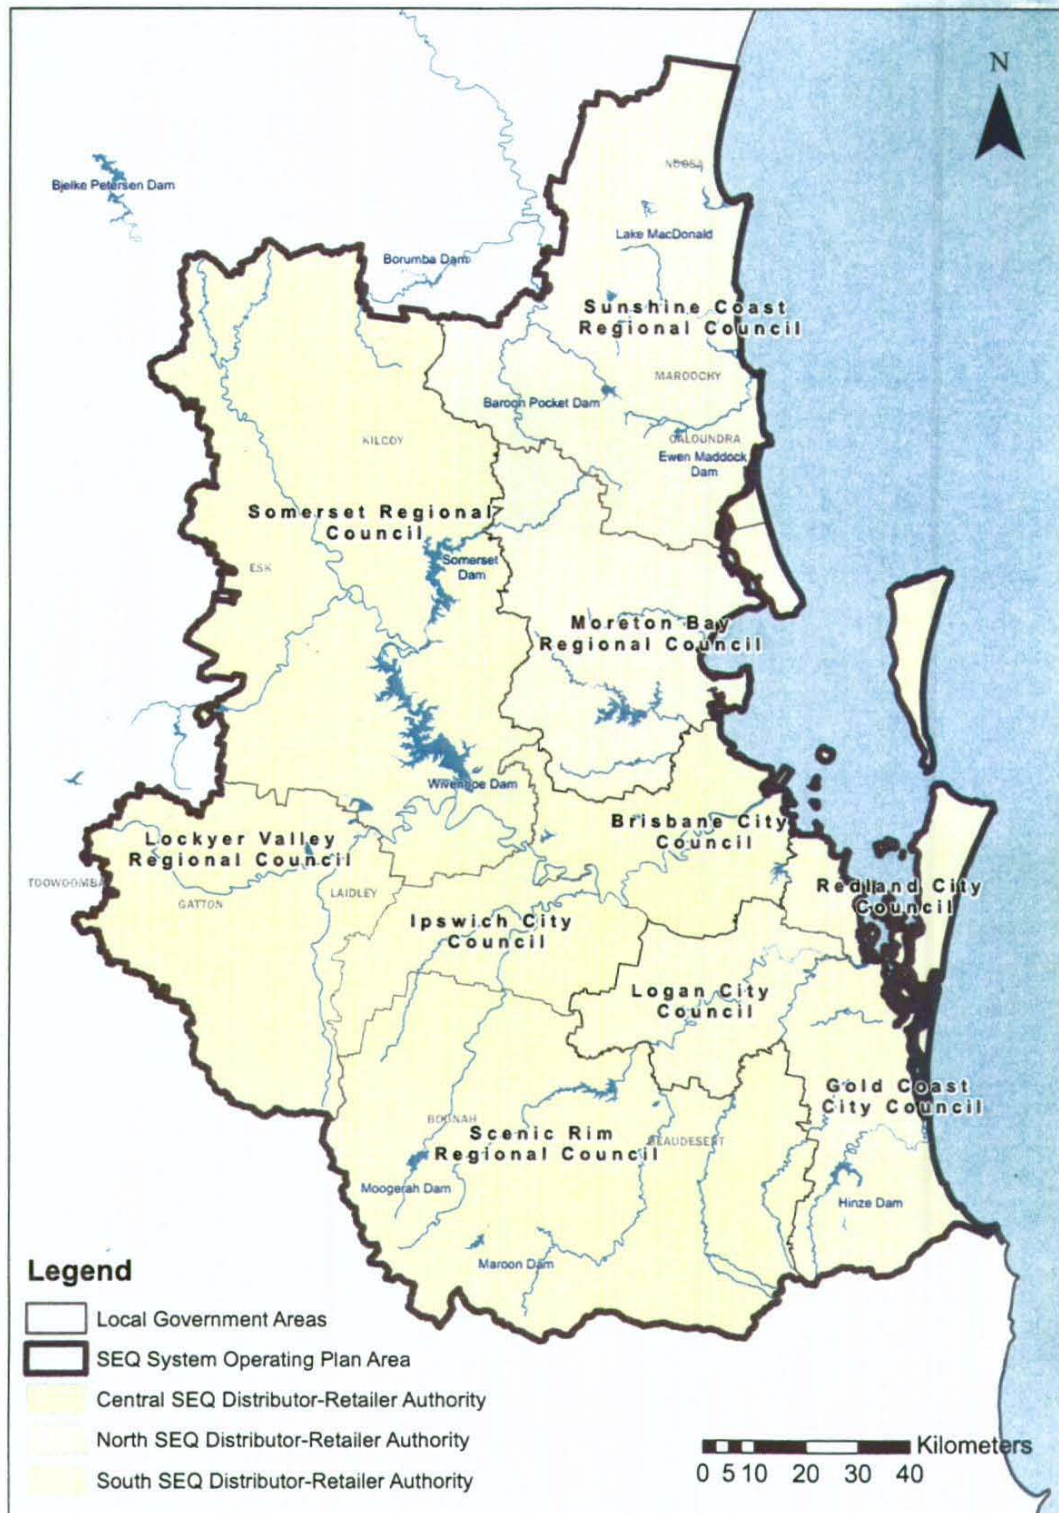 N
NOOSA
Bjelke Petersen Dam
Lake MacDonald
Borumba Dam
Sunshine Coast
Regional Council
MAROOCHY
Baroon Pocket Dam
KILCOY
CALOUNDRA
Ewen Maddock
Dam
Somerset Regional
Council
Somerset
Dam
ESK
Moreton Bay
Regional Council
Wivenhoe Dam
Brisbane City
Council
Lockyer Valley
Regional Council
TOOWOOMBA
GATTON
LAIDLEY
Redland City
Council
Ipswich City
Council
Logan City
Council
Gold Coast
City Council
BOONAH
Scenic Rim
Regional Council
BEAUDESERT
Moogerah Dam
Hinze Dam
Maroon Dam
Legend
Local Government Areas
SEQ System Operating Plan Area
Central SEQ Distributor-Retailer Authority
North SEQ Distributor-Retailer Authority
South SEQ Distributor-Retailer Authority
Kilometers
0 5 10 20 30 40